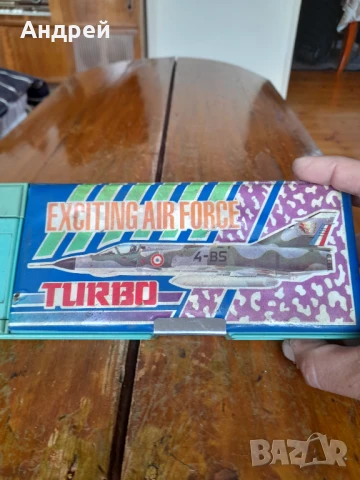 Андрей
EXCITING AIR FORCE
4-BS
TURBO
BAZAR